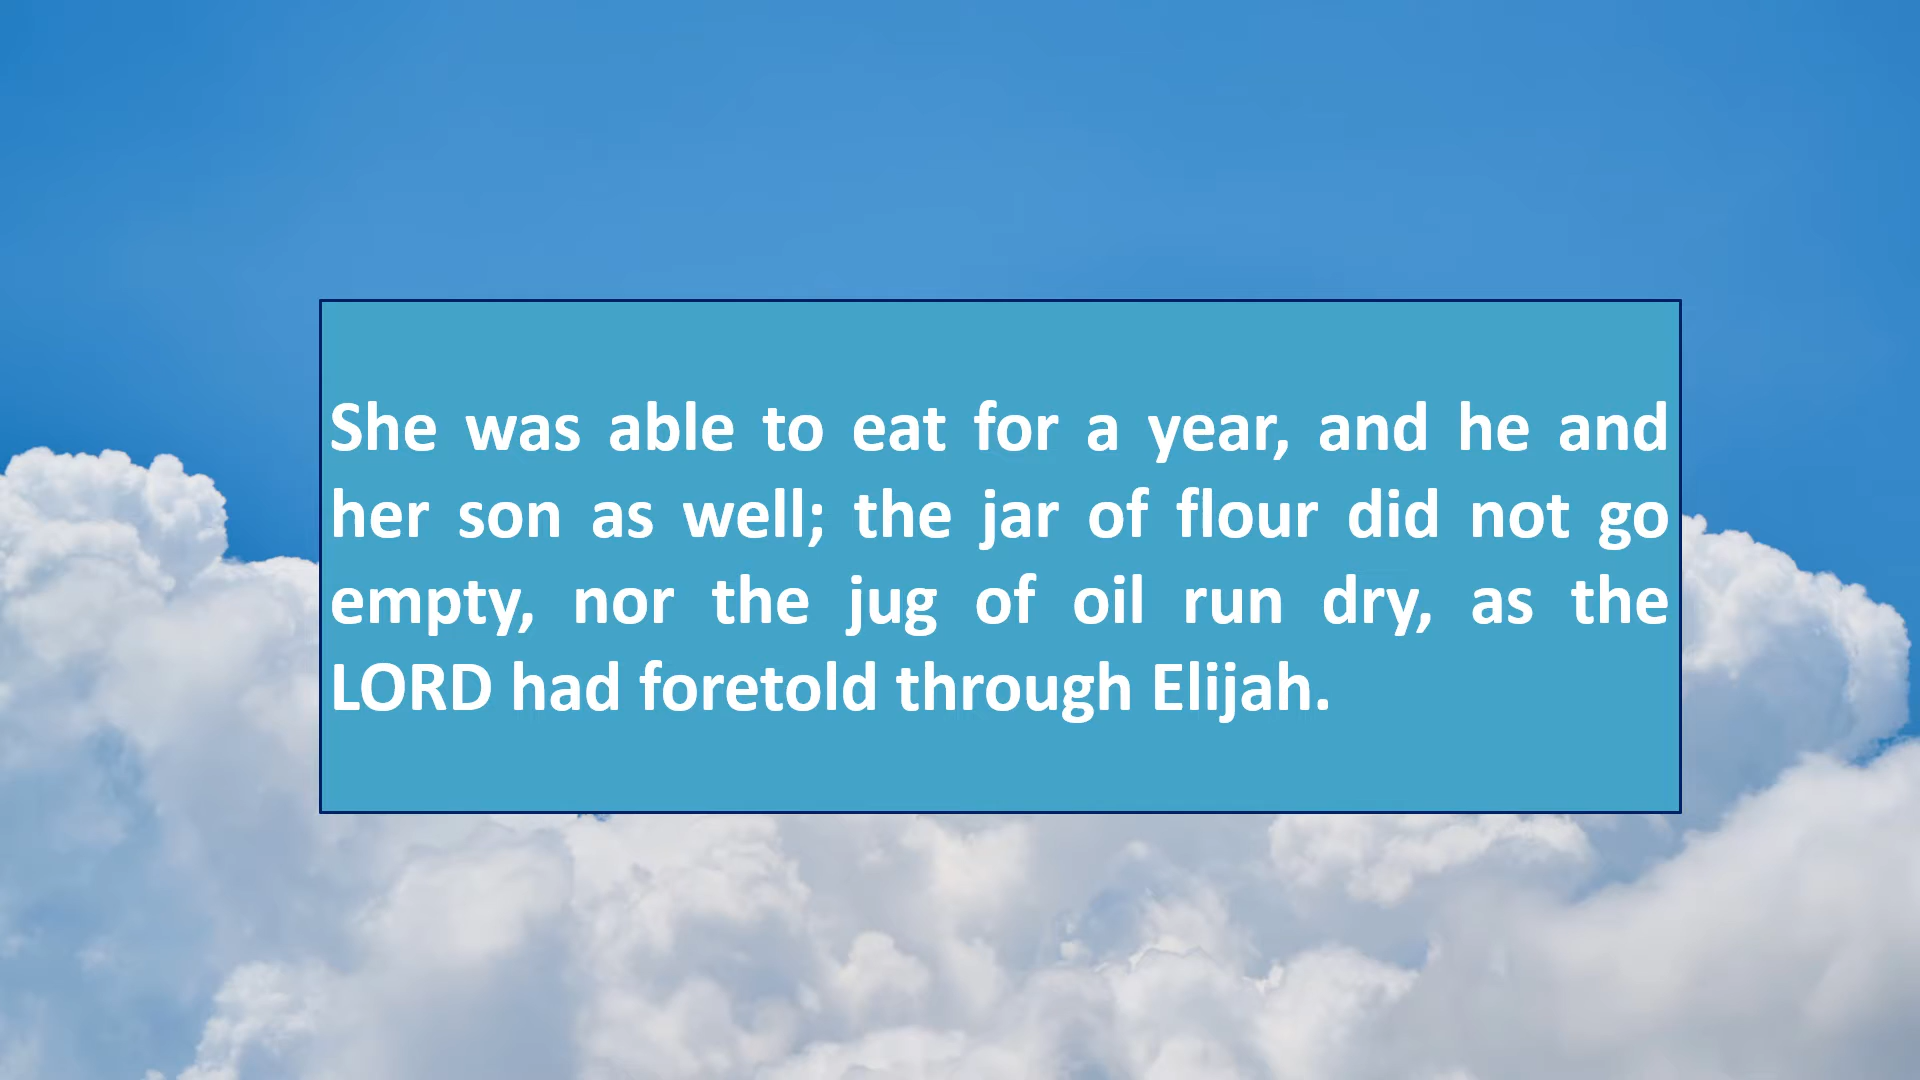 She was able to eat for a year, and he and
her son as well; the jar of flour did not go
empty, nor the jug of oil run dry, as the
LORD had foretold through Elijah.